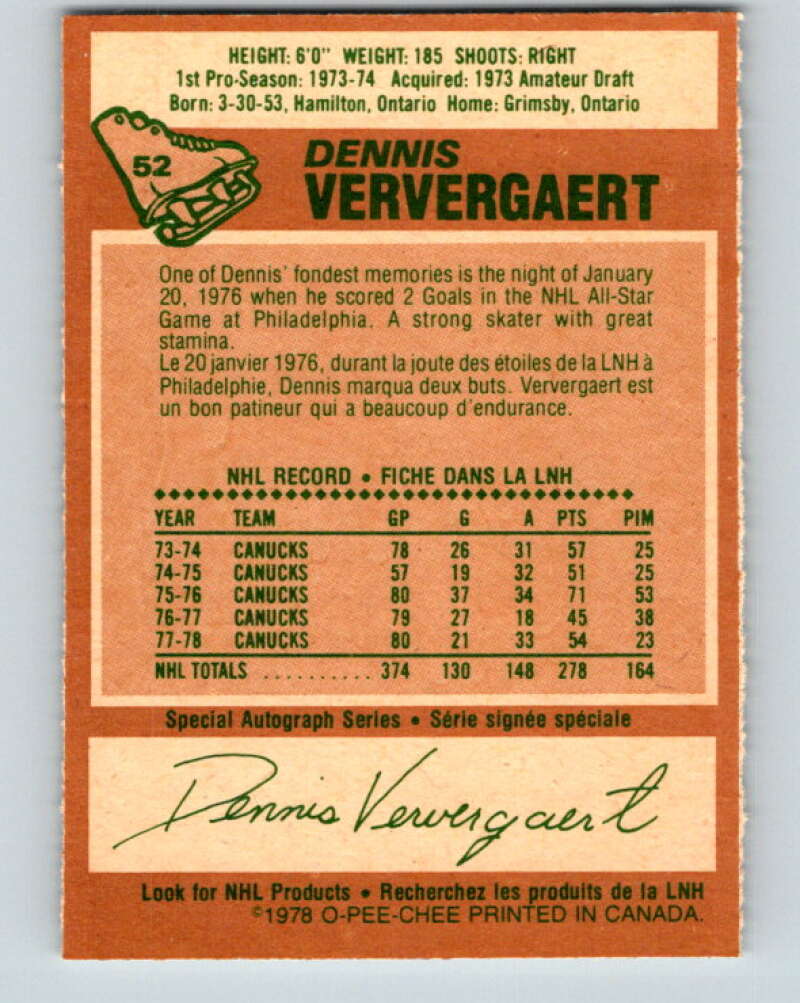 HEIGHT: 6'0" WEIGHT: 185 SHOOTS: RIGHT
1st Pro-Season: 1973-74 Acquired: 1973 Amateur Draft
Born: 3-30-53, Hamilton, Ontario Home: Grimsby, Ontario
52
DENNIS
VERVERGAERT
One of Dennis' fondest memories is the night of January
20, 1976 when he scored 2 Goals in the NHL All-Star
Game at Philadelphia. A strong skater with great
stamina.
Le 20 janvier 1976, durant la joute des étoiles de la LNH à
Philadelphie, Dennis marqua deux buts. Ververgaert est
un bon patineur qui a beaucoup d'endurance.
NHL RECORD • FICHE DANS LA LNH
YEAR TEAM GP G A PTS PIM
73-74 CANUCKS 78 26 31 57 25
74-75 CANUCKS 57 19 32 51 25
75-76 CANUCKS 80 37 34 71 53
76-77 CANUCKS 79 27 18 45 38
77-78 CANUCKS 80 21 33 54 23
NHL TOTALS .......... 374 130 148 278 164
Special Autograph Series • Série signée spéciale
Dennis Ververgaert
Look for NHL Products • Recherchez les produits de la LNH
©1978 O-PEE-CHEE PRINTED IN CANADA.